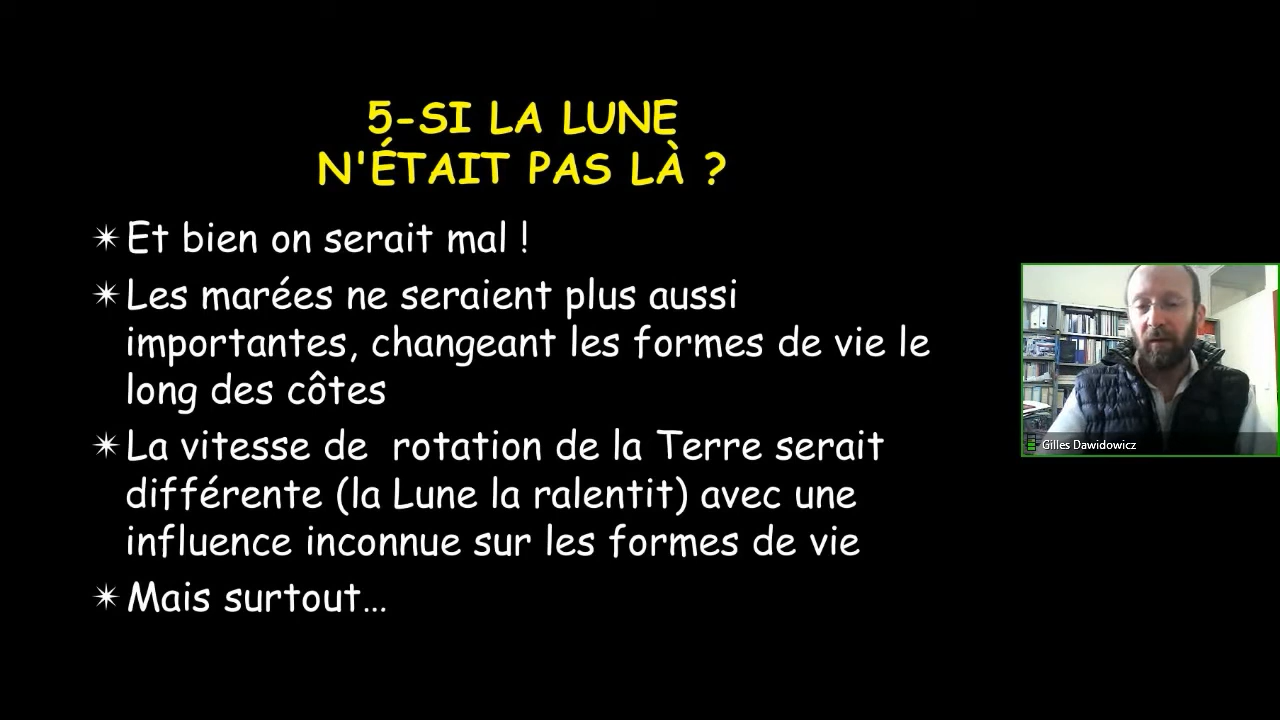 5-SI LA LUNE
N'ÉTAIT PAS LÀ ?
✴Et bien on serait mal !
✴Les marées ne seraient plus aussi
importantes, changeant les formes de vie le
long des côtes
✴La vitesse de  rotation de la Terre serait
différente (la Lune la ralentit) avec une
influence inconnue sur les formes de vie
✴Mais surtout…
Gilles Dawidowicz